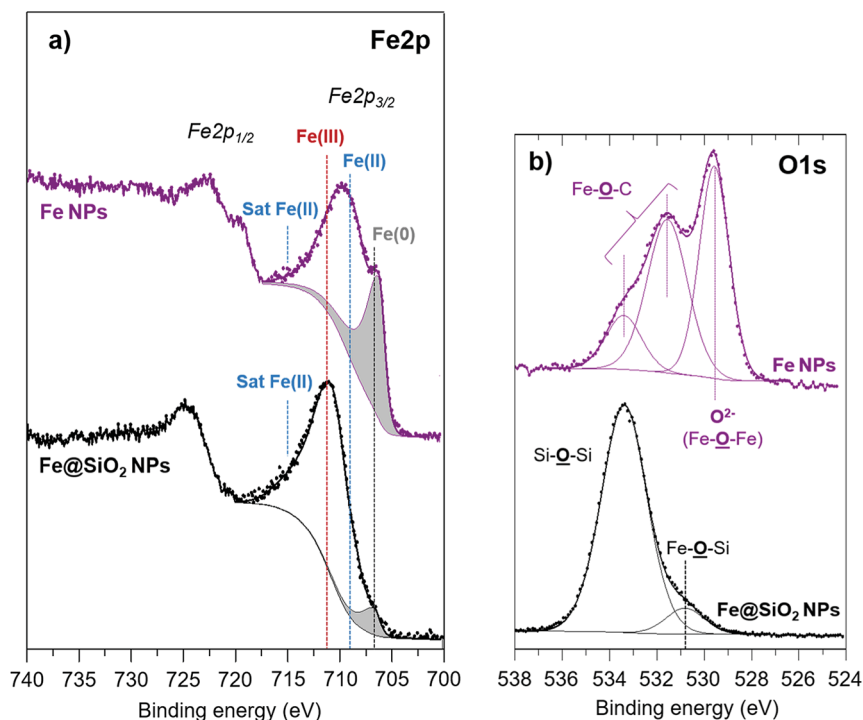 a)
Fe2p
Fe2p3/2
Fe2p1/2
Fe(III)
Fe(II)
Sat Fe(II)
Fe(0)
Fe NPs
Sat Fe(II)
Fe@SiO2 NPs
740 735 730 725 720 715 710 705 700
Binding energy (eV)
b)
O1s
Fe-O-C
Fe NPs
O2-
(Fe-O-Fe)
Si-O-Si
Fe-O-Si
Fe@SiO2 NPs
538 536 534 532 530 528 526 524
Binding energy (eV)